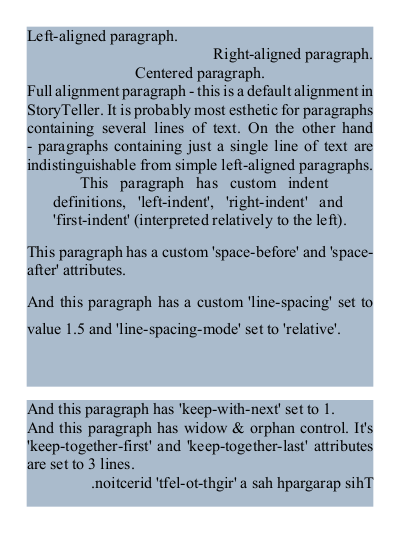 Left-aligned paragraph.
Right-aligned paragraph.
Centered paragraph.
Full alignment paragraph - this is a default alignment in
StoryTeller. It is probably most esthetic for paragraphs
containing several lines of text. On the other hand
- paragraphs containing just a single line of text are
indistinguishable from simple left-aligned paragraphs.
This paragraph has custom indent
definitions, 'left-indent', 'right-indent' and
'first-indent' (interpreted relatively to the left).
This paragraph has a custom 'space-before' and 'space-
after' attributes.
And this paragraph has a custom 'line-spacing' set to
value 1.5 and 'line-spacing-mode' set to 'relative'.
And this paragraph has 'keep-with-next' set to 1.
And this paragraph has widow & orphan control. It's
'keep-together-first' and 'keep-together-last' attributes
are set to 3 lines.
.noitcerid 'tfel-ot-thgir' a sah hpargarap sihT